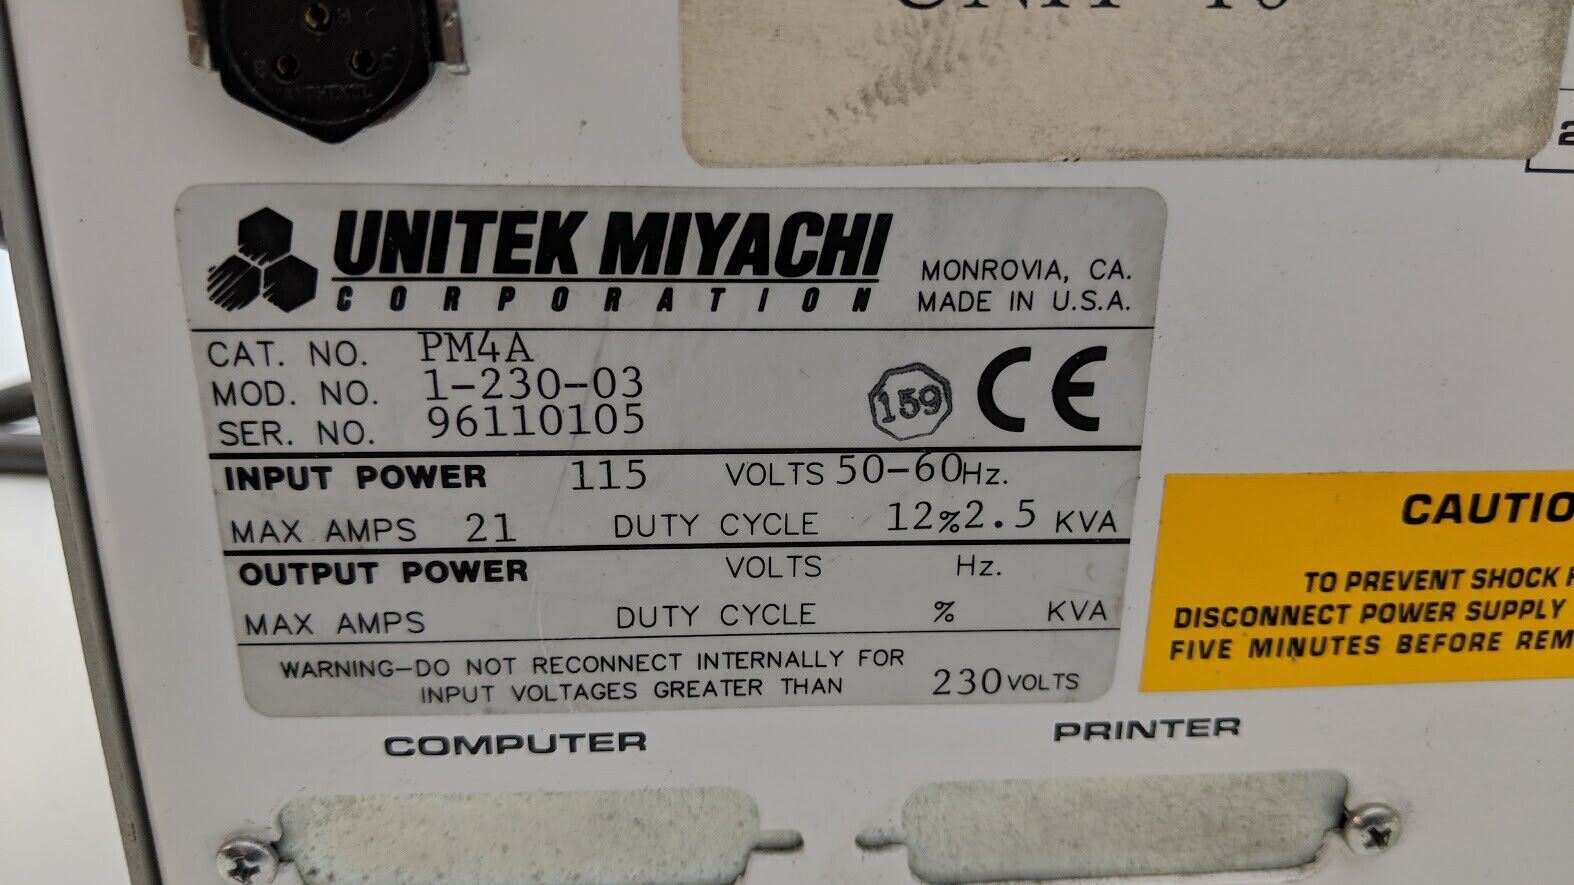 UNITEK MIYACHI
CORPORATION
MONROVIA, CA.
MADE IN U.S.A.
CAT. NO. PM4A
MOD. NO. 1-230-03
SER. NO. 96110105
159 CE
INPUT POWER 115 VOLTS 50-60Hz.
MAX AMPS 21 DUTY CYCLE 12% 2.5 KVA
OUTPUT POWER VOLTS Hz.
MAX AMPS DUTY CYCLE % KVA
WARNING-DO NOT RECONNECT INTERNALLY FOR
INPUT VOLTAGES GREATER THAN 230 VOLTS
CAUTIO
TO PREVENT SHOCK
DISCONNECT POWER SUPPLY
FIVE MINUTES BEFORE REM
COMPUTER
PRINTER